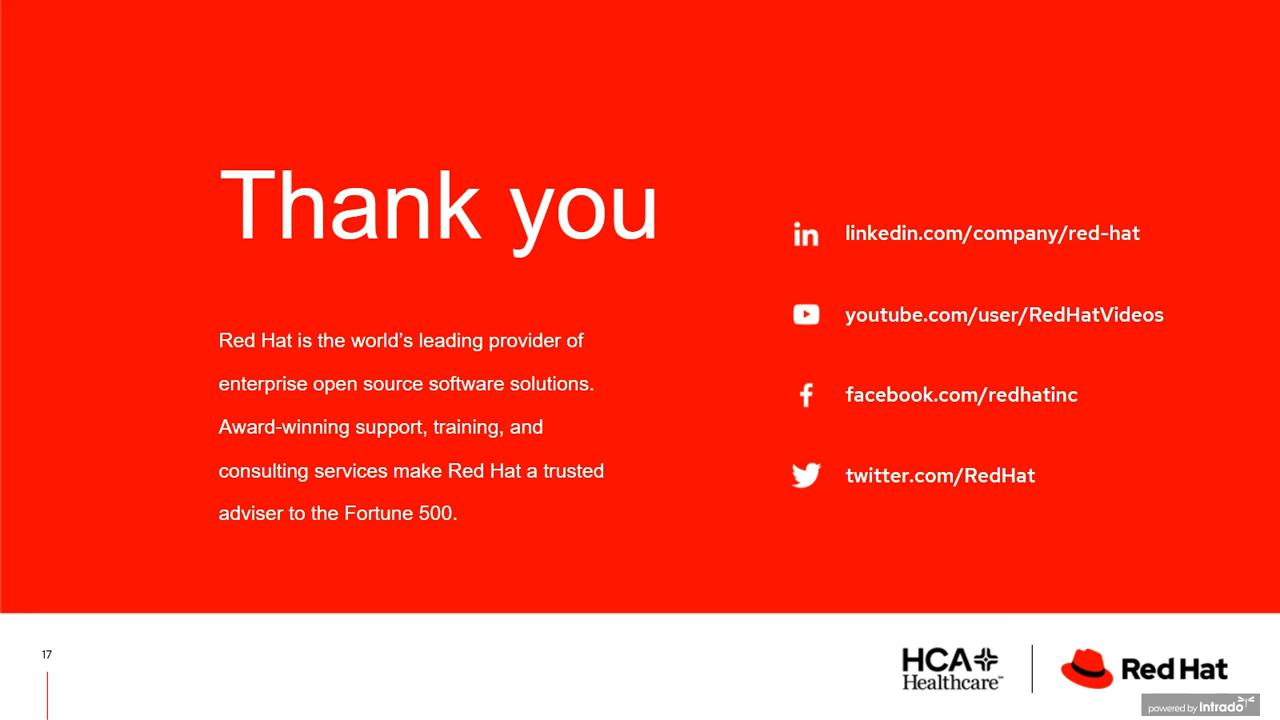 Thank you
Red Hat is the world’s leading provider of
enterprise open source software solutions.
Award-winning support, training, and
consulting services make Red Hat a trusted
adviser to the Fortune 500.
in linkedin.com/company/red-hat
youtube.com/user/RedHatVideos
f facebook.com/redhatinc
twitter.com/RedHat
17
HCA
Healthcare™
Red Hat
powered by Intrado